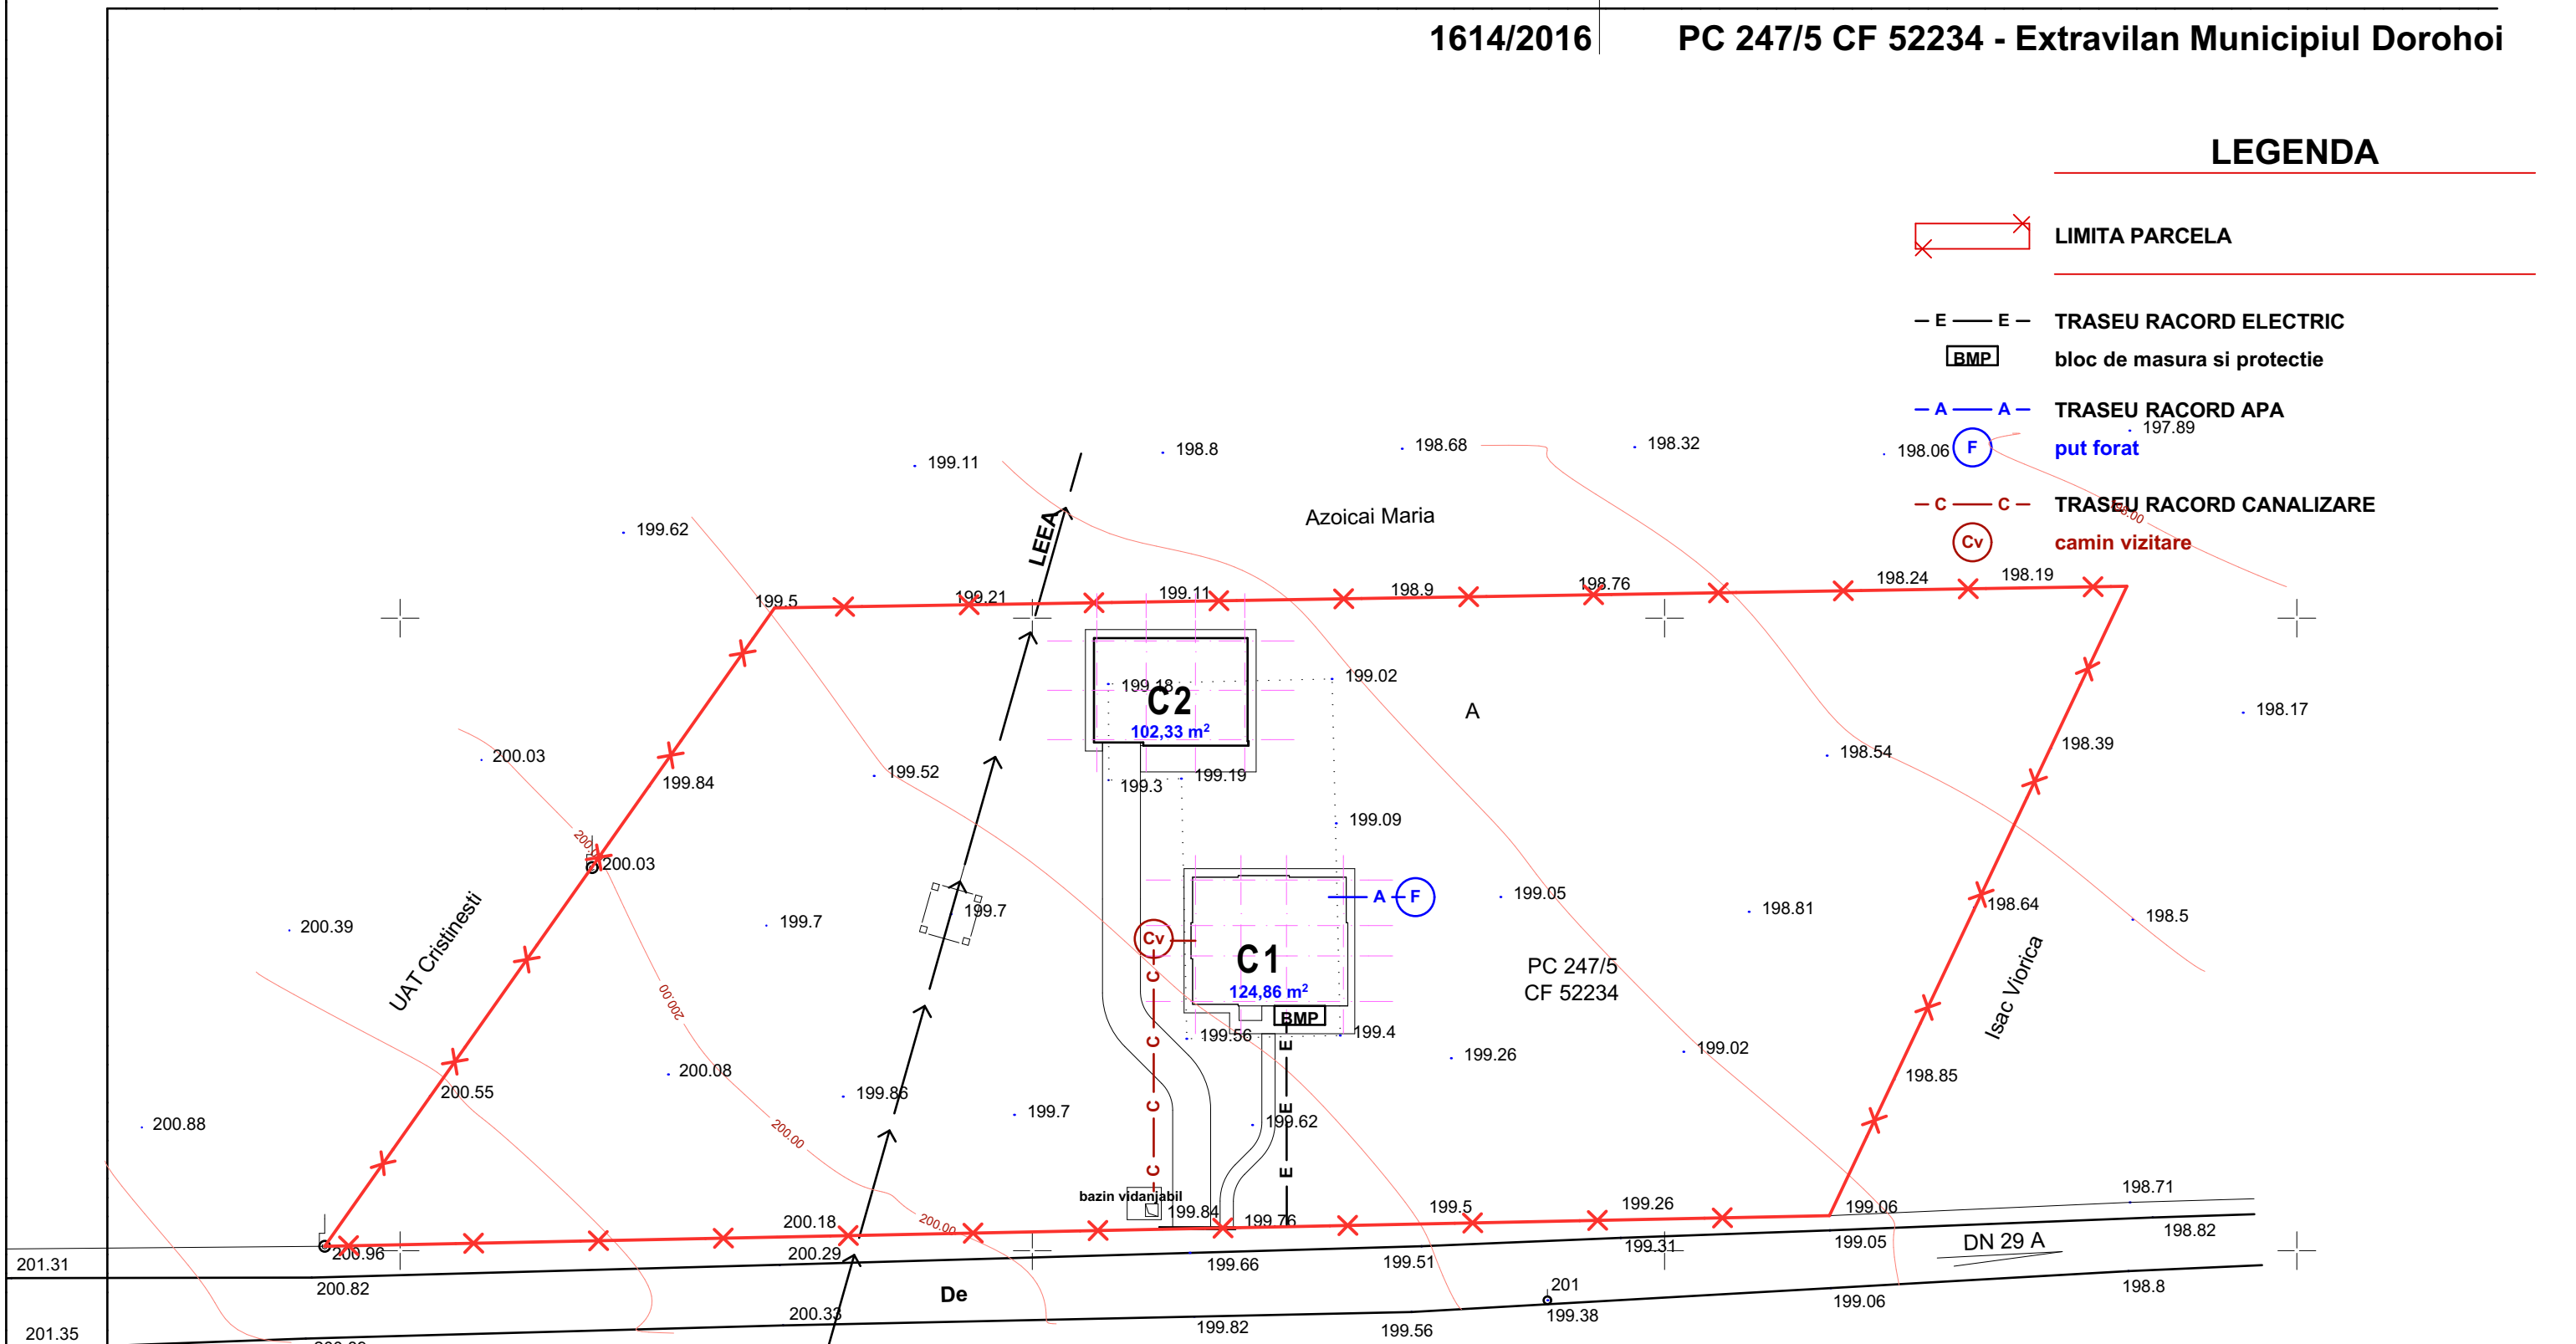 1614/2016 PC 247/5 CF 52234 - Extravilan Municipiul Dorohoi
LEGENDA
LIMITA PARCELA
E E TRASEU RACORD ELECTRIC
BMP bloc de masura si protectie
A A TRASEU RACORD APA
F put forat
C C TRASEU RACORD CANALIZARE
Cv camin vizitare
197.89
198.06
198.32
198.68
198.8
199.11
199.62
Azoicai Maria
LEEA
199.5
199.21
199.11
198.9
198.76
198.24
198.19
199.18
C2
102,33 m²
199.02
A
198.17
198.39
198.54
200.03
199.84
199.52
199.3
199.19
199.09
200.03
UAT Cristinesti
200.39
199.7
199.7
A F
199.05
198.81
198.64
198.5
Cv
C1
124,86 m²
PC 247/5
CF 52234
Isac Viorica
200.00
C
BMP
199.56
199.4
E
C
199.26
199.02
198.85
200.08
200.55
199.86
199.7
C
E
199.62
200.88
200.00
C
E
bazin vidanjabil
199.84
199.76
199.5
199.26
199.06
198.71
200.18
200.00
200.96
200.29
199.66
199.51
199.31
199.05
DN 29 A
198.82
201.31
200.82
De
201
198.8
200.33
199.82
199.56
199.38
199.06
201.35